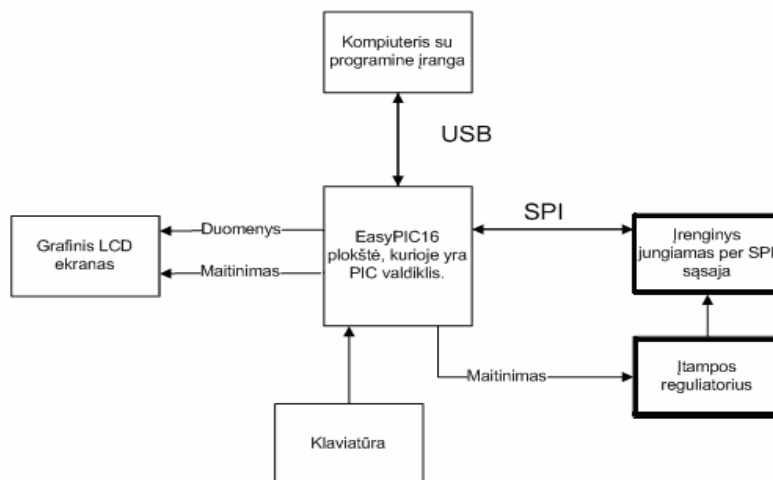 Kompiuteris su
programine įranga
USB
Duomenys
Grafinis LCD
ekranas
Maitinimas
EasyPIC16
plokštė, kurioje yra
PIC valdiklis.
SPI
Įrenginys
jungiamas per SPI
sąsaja
Maitinimas
Įtampos
reguliatorius
Klaviatūra